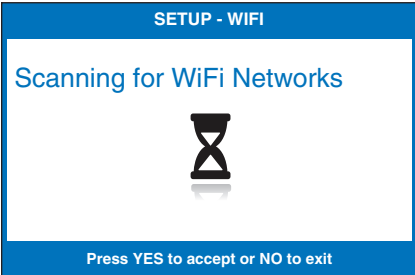 SETUP - WIFI
Scanning for WiFi Networks
Press YES to accept or NO to exit